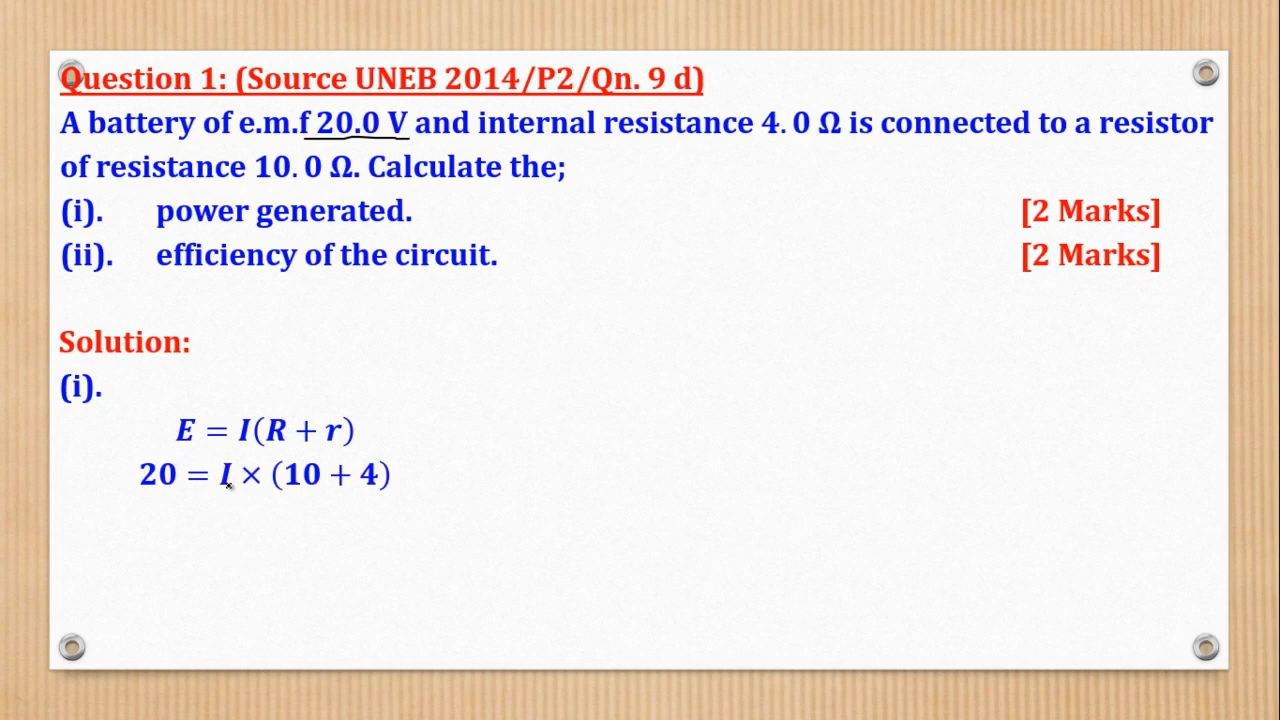 Question 1: (Source UNEB 2014/P2/Qn. 9 d)
A battery of e.m.f 20.0 V and internal resistance 4. 0 Ω is connected to a resistor
of resistance 10. 0 Ω. Calculate the;
(i). power generated. [2 Marks]
(ii). efficiency of the circuit. [2 Marks]
Solution:
(i).
E = I(R + r)
20 = I × (10 + 4)